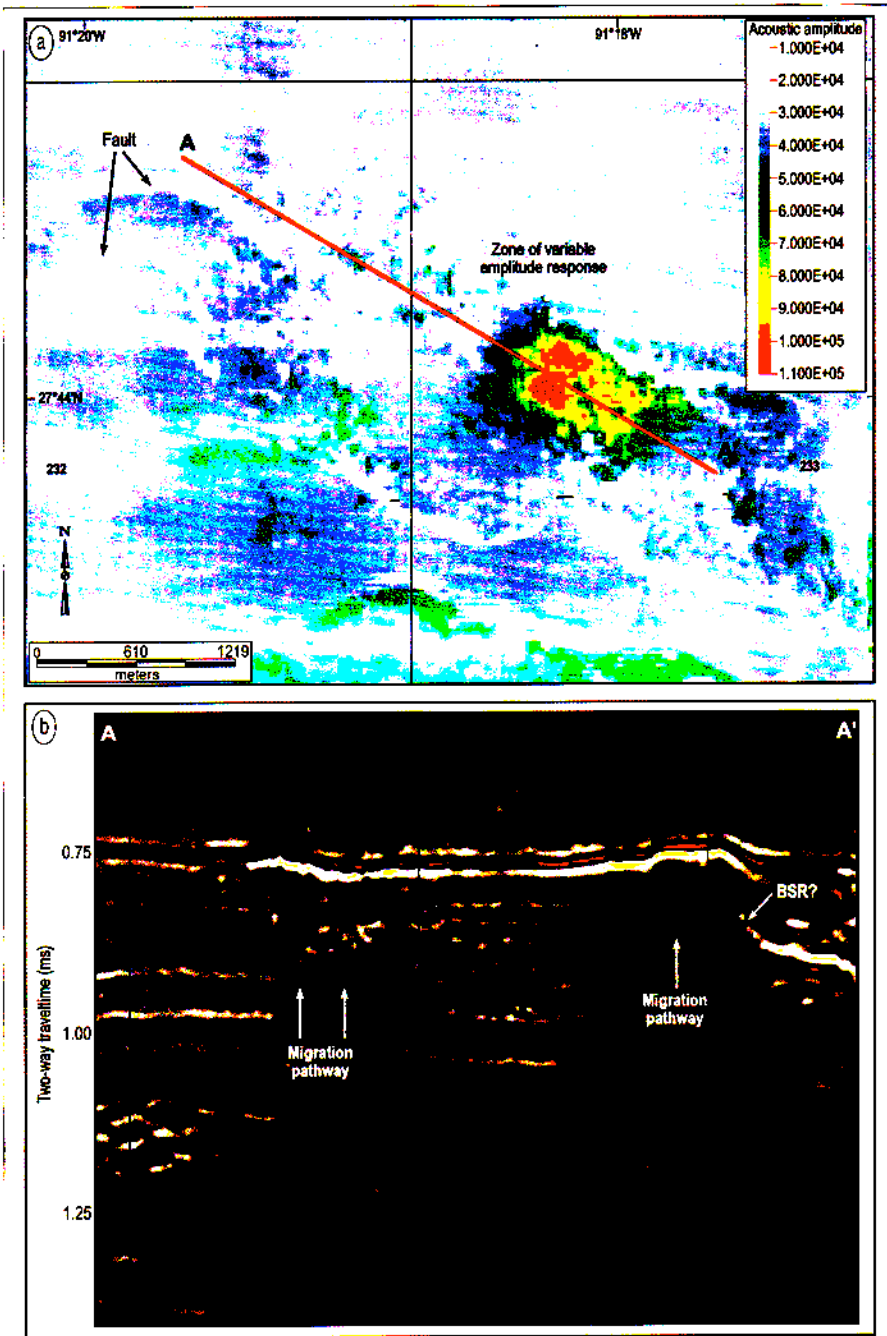 a
91°20'W
91°18'W
Acoustic amplitude
1.000E+04
2.000E+04
3.000E+04
4.000E+04
5.000E+04
6.000E+04
7.000E+04
8.000E+04
9.000E+04
1.000E+05
1.100E+05
Fault
A
Zone of variable
amplitude response
27°44'N
A'
232
233
N
0 610 1219
meters
b
A
A'
0.75
BSR?
Two-way traveltime (ms)
1.00
Migration
pathway
Migration
pathway
1.25